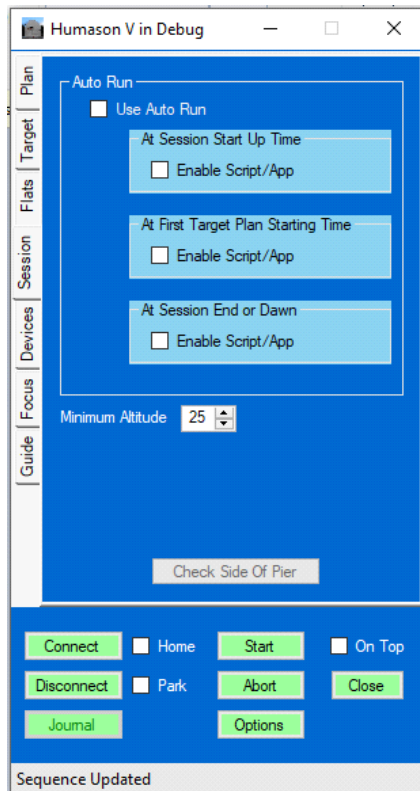 Humason V in Debug
Plan
Target
Flats
Session
Devices
Focus
Guide
Auto Run
Use Auto Run
At Session Start Up Time
Enable Script/App
At First Target Plan Starting Time
Enable Script/App
At Session End or Dawn
Enable Script/App
Minimum Altitude 25
Check Side Of Pier
Connect Home Start On Top
Disconnect Park Abort Close
Journal Options
Sequence Updated